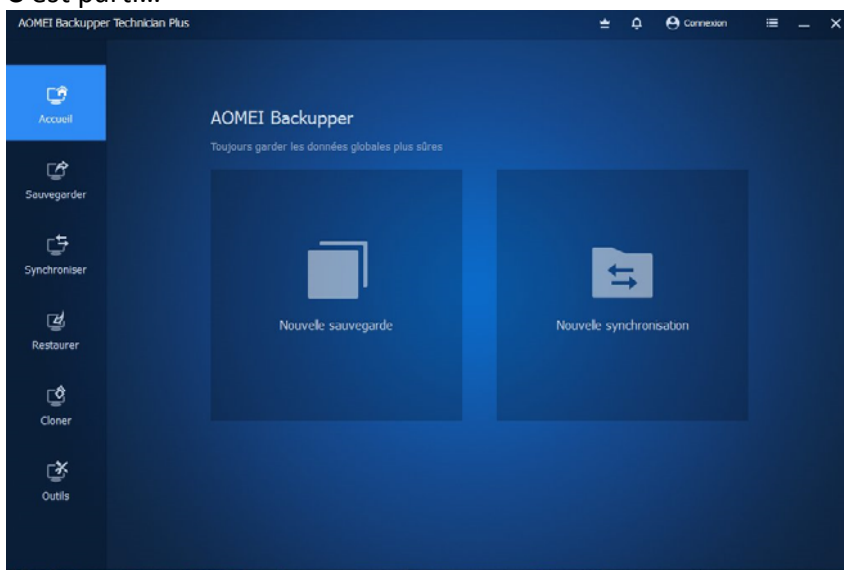 C'est parti...
AOMEI Backupper Technician Plus
Connexion
Accueil
Sauvegarder
Synchroniser
Restaurer
Cloner
Outils
AOMEI Backupper
Toujours garder les données globales plus sûres
Nouvelle sauvegarde
Nouvelle synchronisation